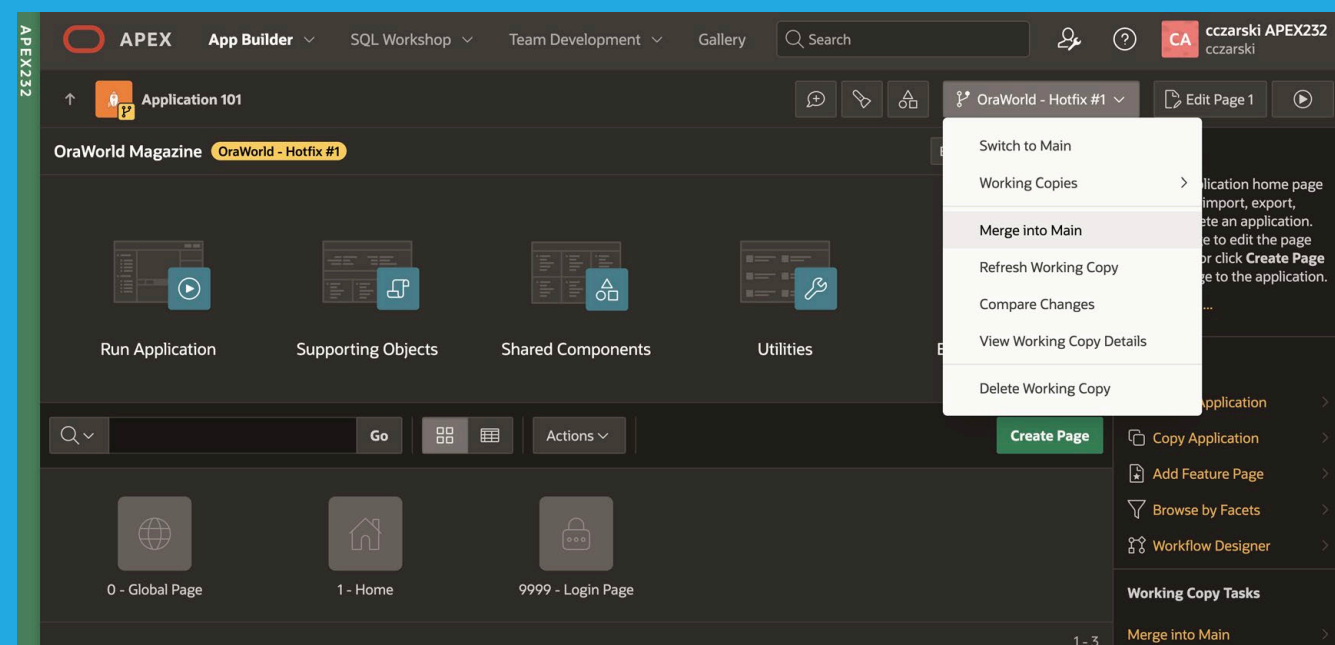 APEX232
APEX
App Builder
SQL Workshop
Team Development
Gallery
Search
CA
cczarski APEX232
cczarski
Application 101
OraWorld - Hotfix #1
Edit Page 1
OraWorld Magazine
OraWorld - Hotfix #1
Switch to Main
Working Copies
Merge into Main
Refresh Working Copy
Compare Changes
View Working Copy Details
Delete Working Copy
home page
import, export,
an application.
to edit the page
or click Create Page
to the application.
...
Run Application
Supporting Objects
Shared Components
Utilities
Go
Actions
Create Page
Application
Copy Application
Add Feature Page
Browse by Facets
Workflow Designer
0 - Global Page
1 - Home
9999 - Login Page
Working Copy Tasks
1 - 3
Merge into Main